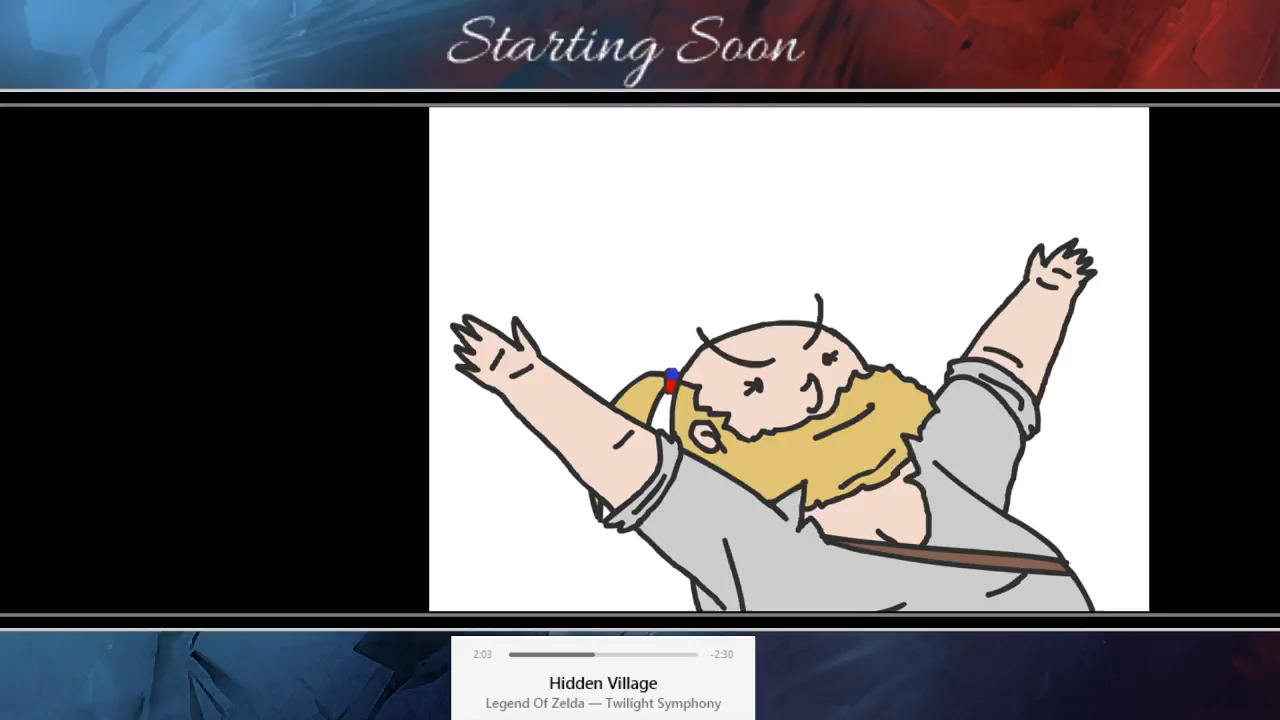 Starting Soon
2:03
-2:30
Hidden Village
Legend Of Zelda — Twilight Symphony